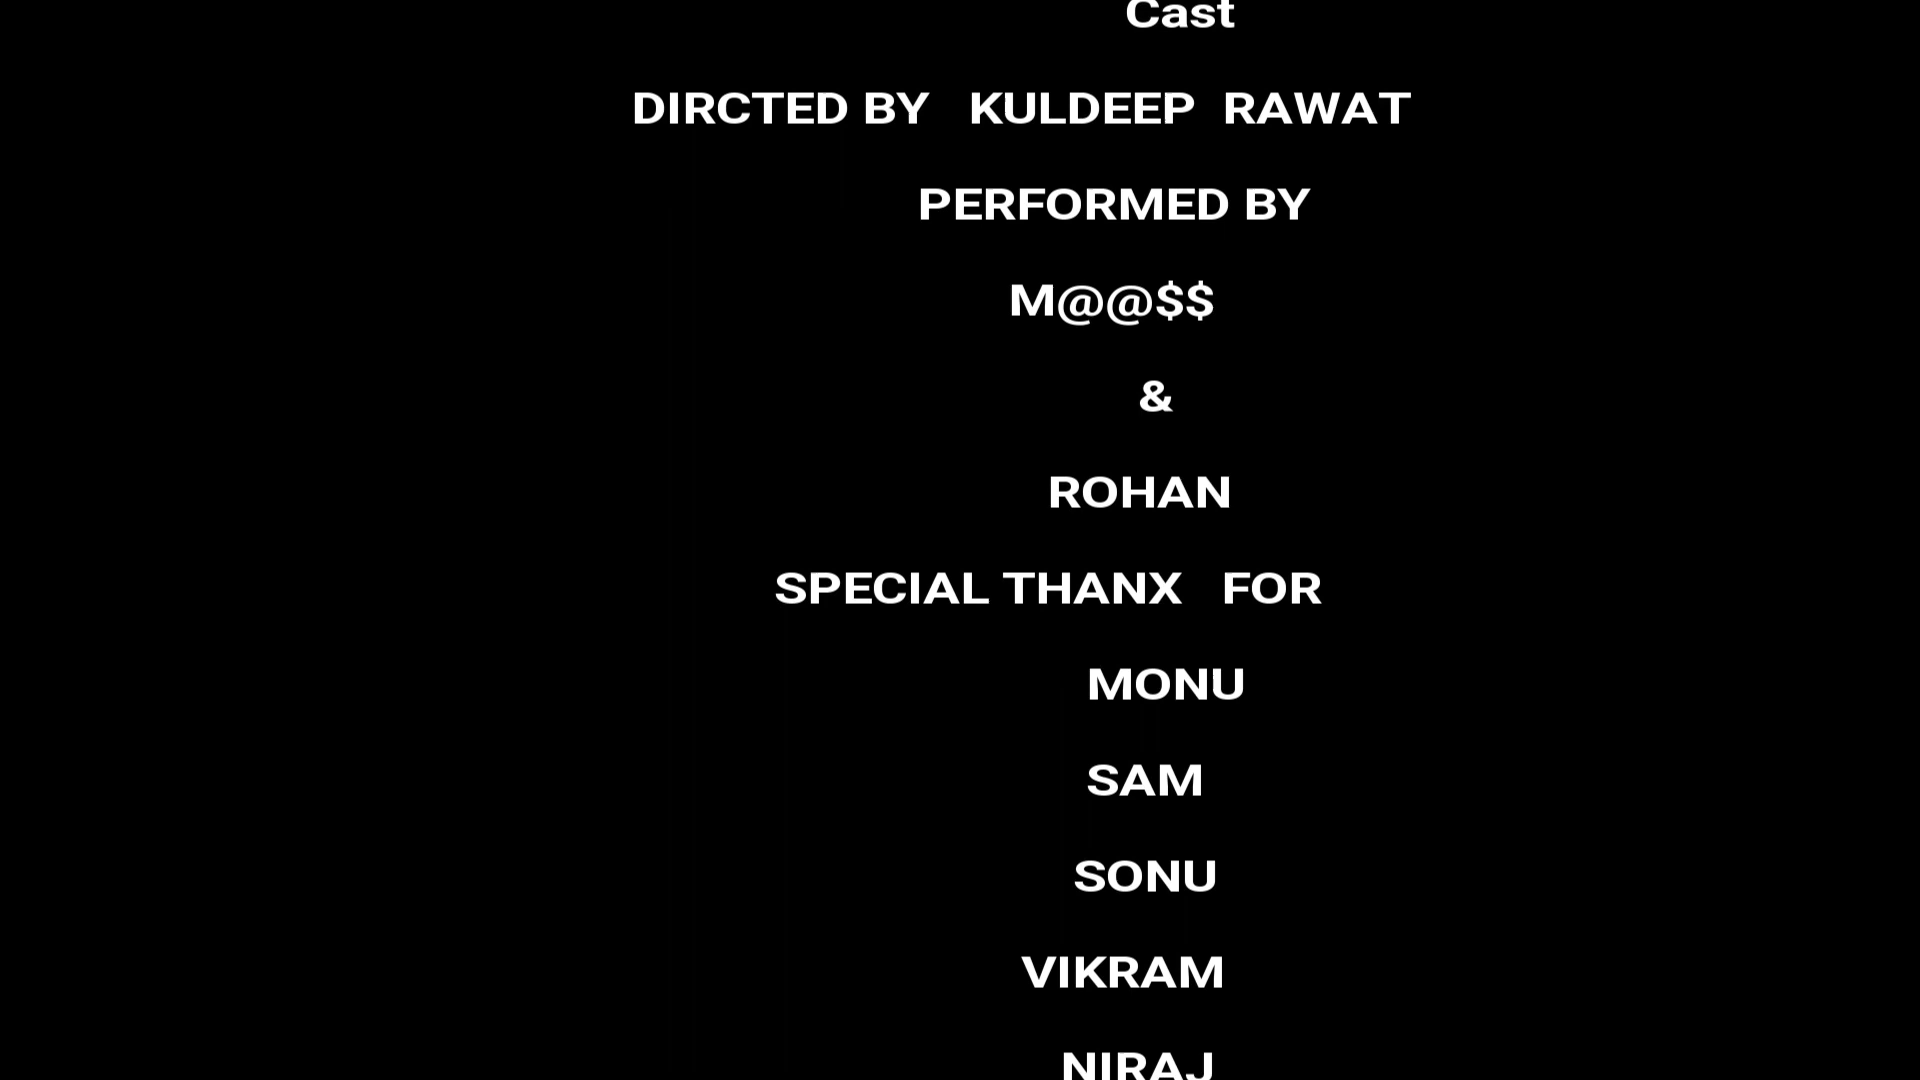 Cast
DIRCTED BY KULDEEP RAWAT
PERFORMED BY
M@@$$
&
ROHAN
SPECIAL THANX FOR
MONU
SAM
SONU
VIKRAM
NIRAJ